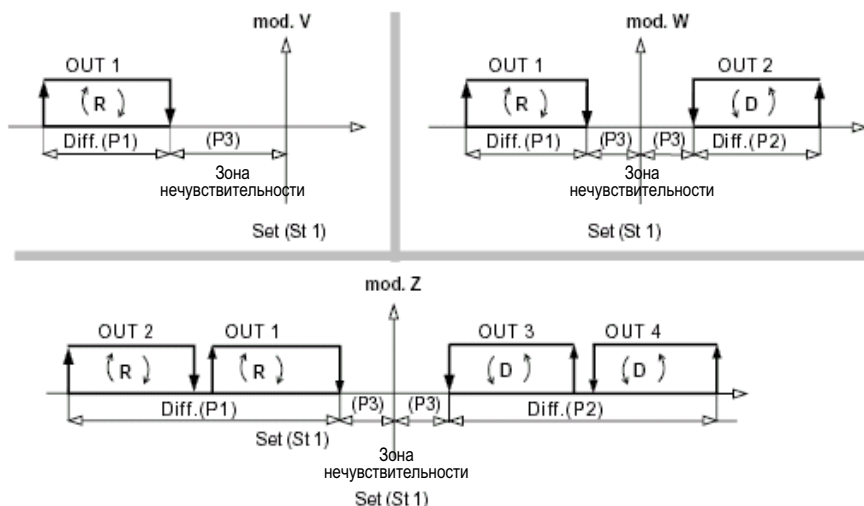 mod. V
OUT 1
R
Diff.(P1)
(P3)
Зона
нечувствительности
Set (St 1)
mod. W
OUT 1
OUT 2
R
D
Diff.(P1)
(P3)
(P3)
Diff.(P2)
Зона
нечувствительности
Set (St 1)
mod. Z
OUT 2
OUT 1
OUT 3
OUT 4
R
R
D
D
Diff.(P1)
(P3)
(P3)
Diff.(P2)
Set (St 1)
Зона
нечувствительности
Set (St 1)